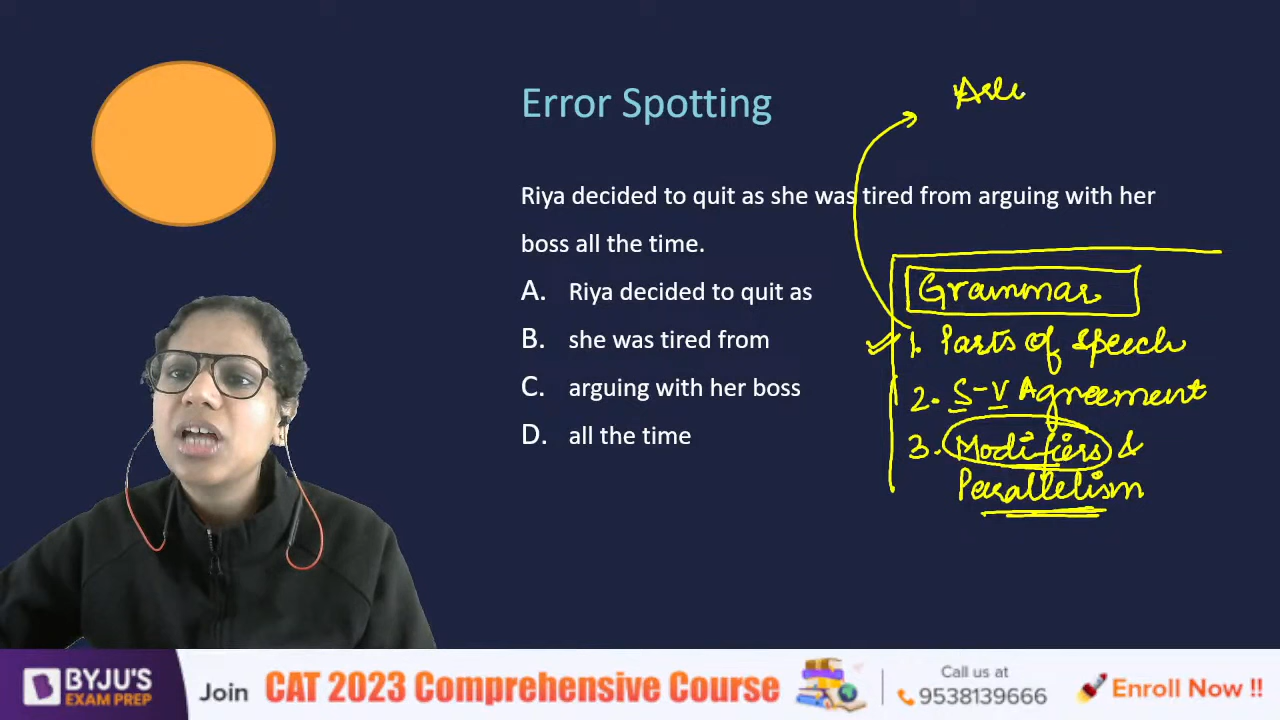 Error Spotting
Riya decided to quit as she was tired from arguing with her
boss all the time.
A. Riya decided to quit as
B. she was tired from
C. arguing with her boss
D. all the time
Grammar
1. Parts of speech
2. S-V Agreement
3. Modifiers &
Parallelism
BYJU'S
EXAM PREP
Join CAT 2023 Comprehensive Course
Call us at
9538139666
Enroll Now !!